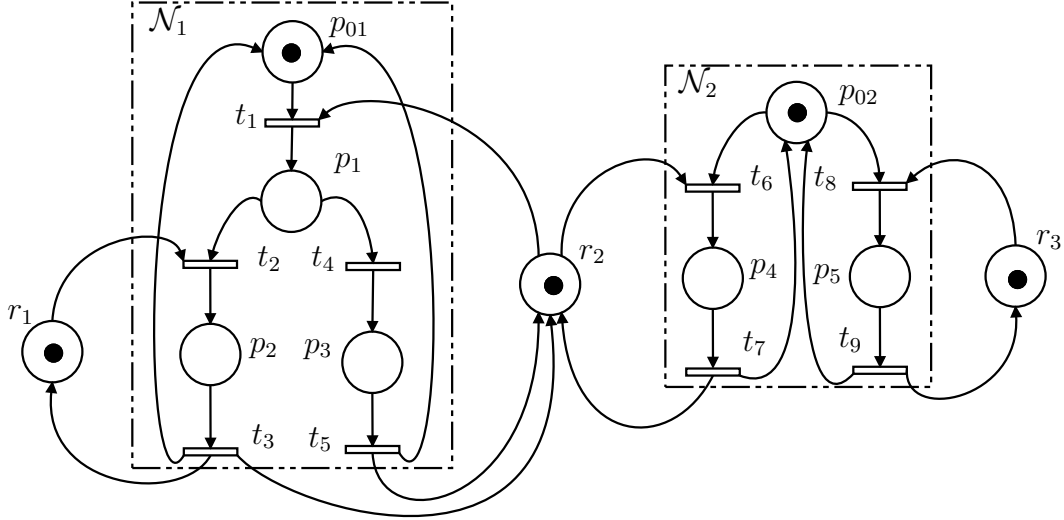 𝒩₁
p₀₁
t₁
p₁
t₂
t₄
r₁
p₂
p₃
t₃
t₅
r₂
𝒩₂
p₀₂
t₆
t₈
p₄
p₅
r₃
t₇
t₉